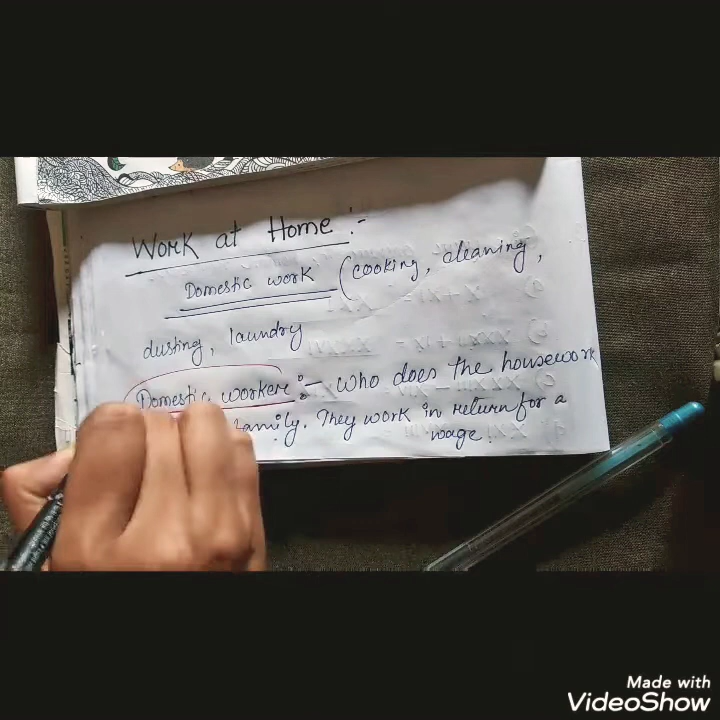 Work at Home :-
Domestic work (cooking, cleaning,
dusting, laundry
Domestic workers :- who does the housework
family. They work in return for a
wage.
Made with
VideoShow